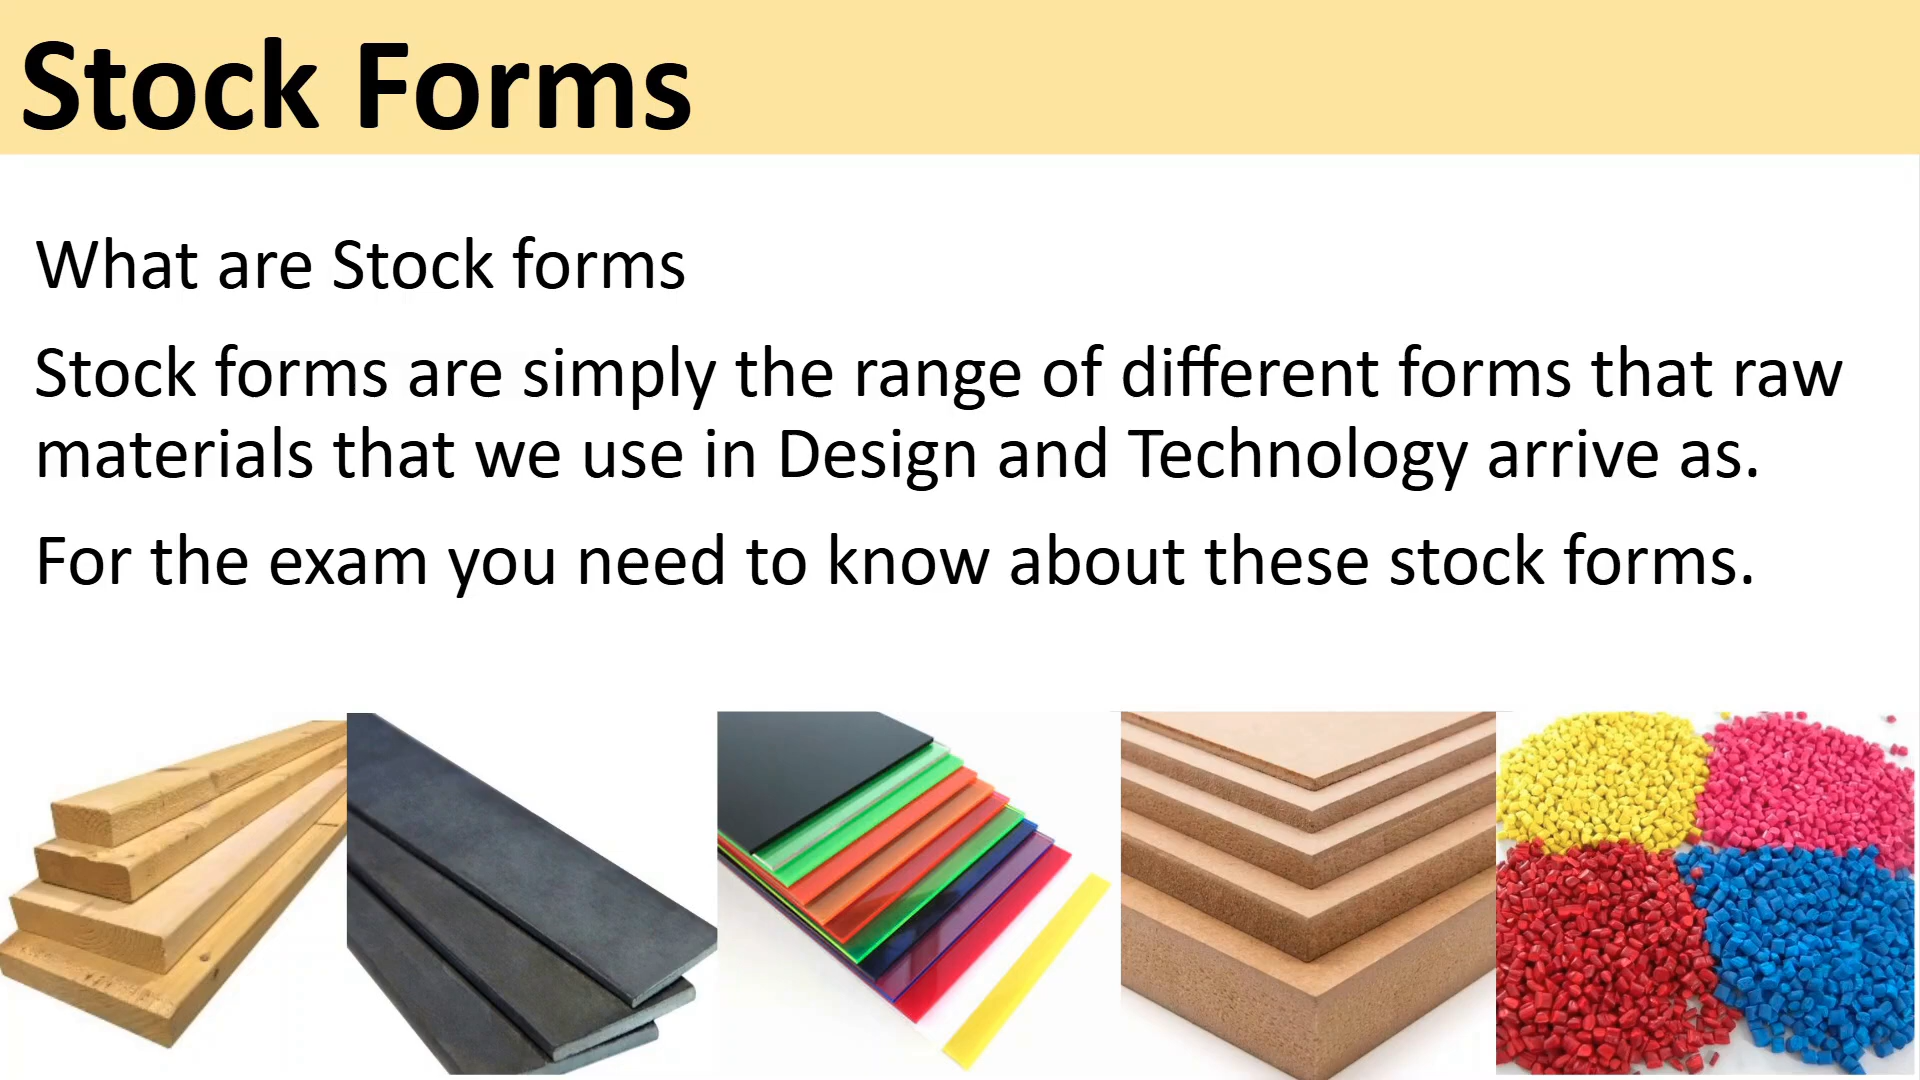 Stock Forms
What are Stock forms
Stock forms are simply the range of different forms that raw
materials that we use in Design and Technology arrive as.
For the exam you need to know about these stock forms.